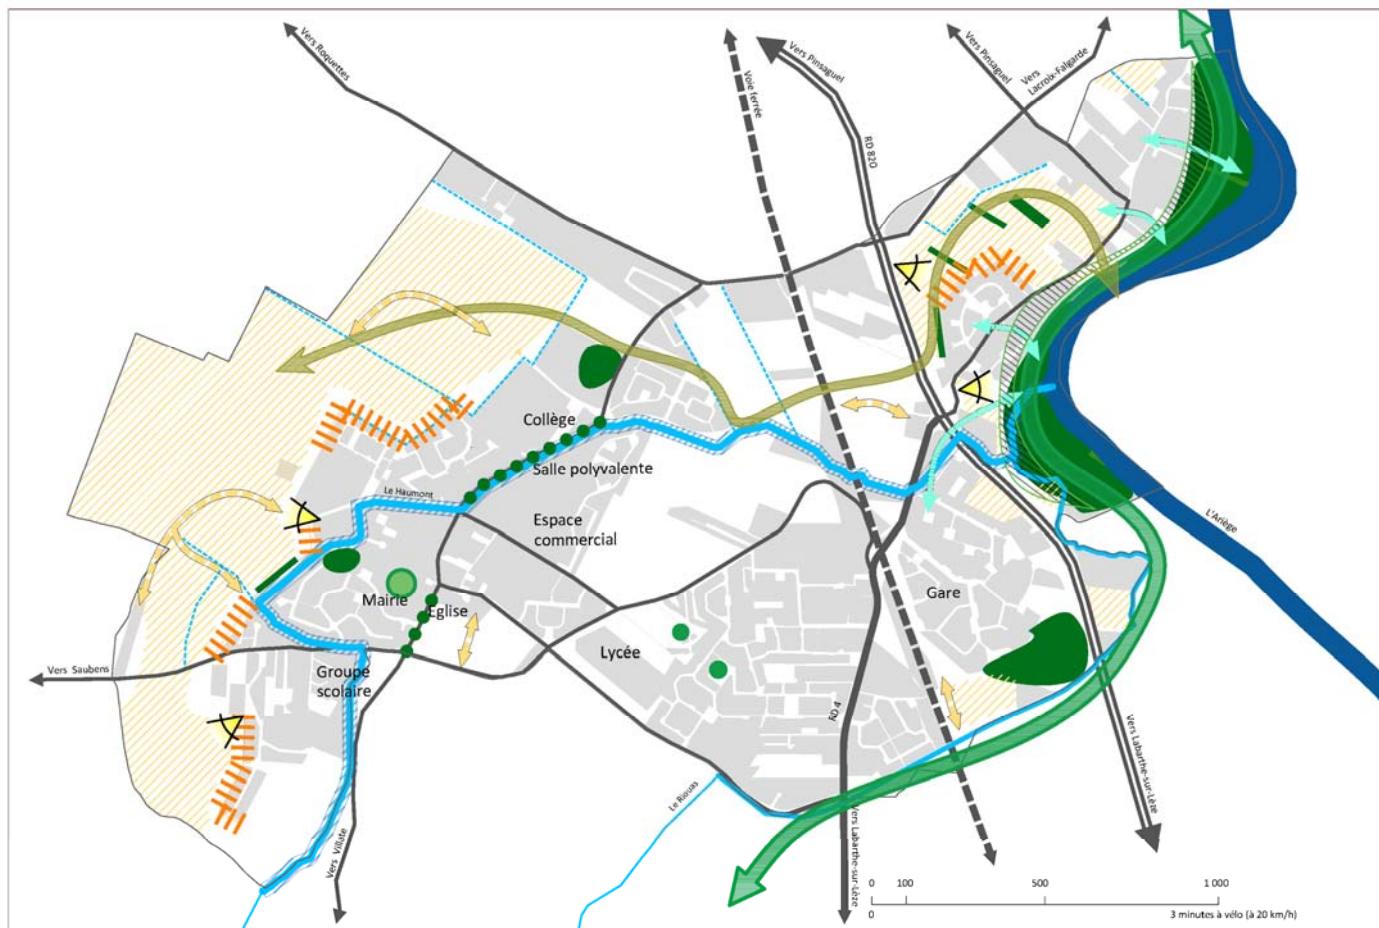 Vers Roquettes
Voie ferrée
Vers Pinsaguel
Vers Pinsaguel
Vers
Lacroix-Falgarde
RD 820
Collège
Salle polyvalente
Le Haumont
Espace
commercial
L'Ariège
Mairie
Eglise
Gare
Lycée
Vers Saubens
Groupe
scolaire
RD 4
Vers Labarthe-sur-Lèze
Le Riouas
Vers Villate
Vers Labarthe-sur-Lèze
0 100 500 1 000
0 3 minutes à vélo (à 20 km/h)